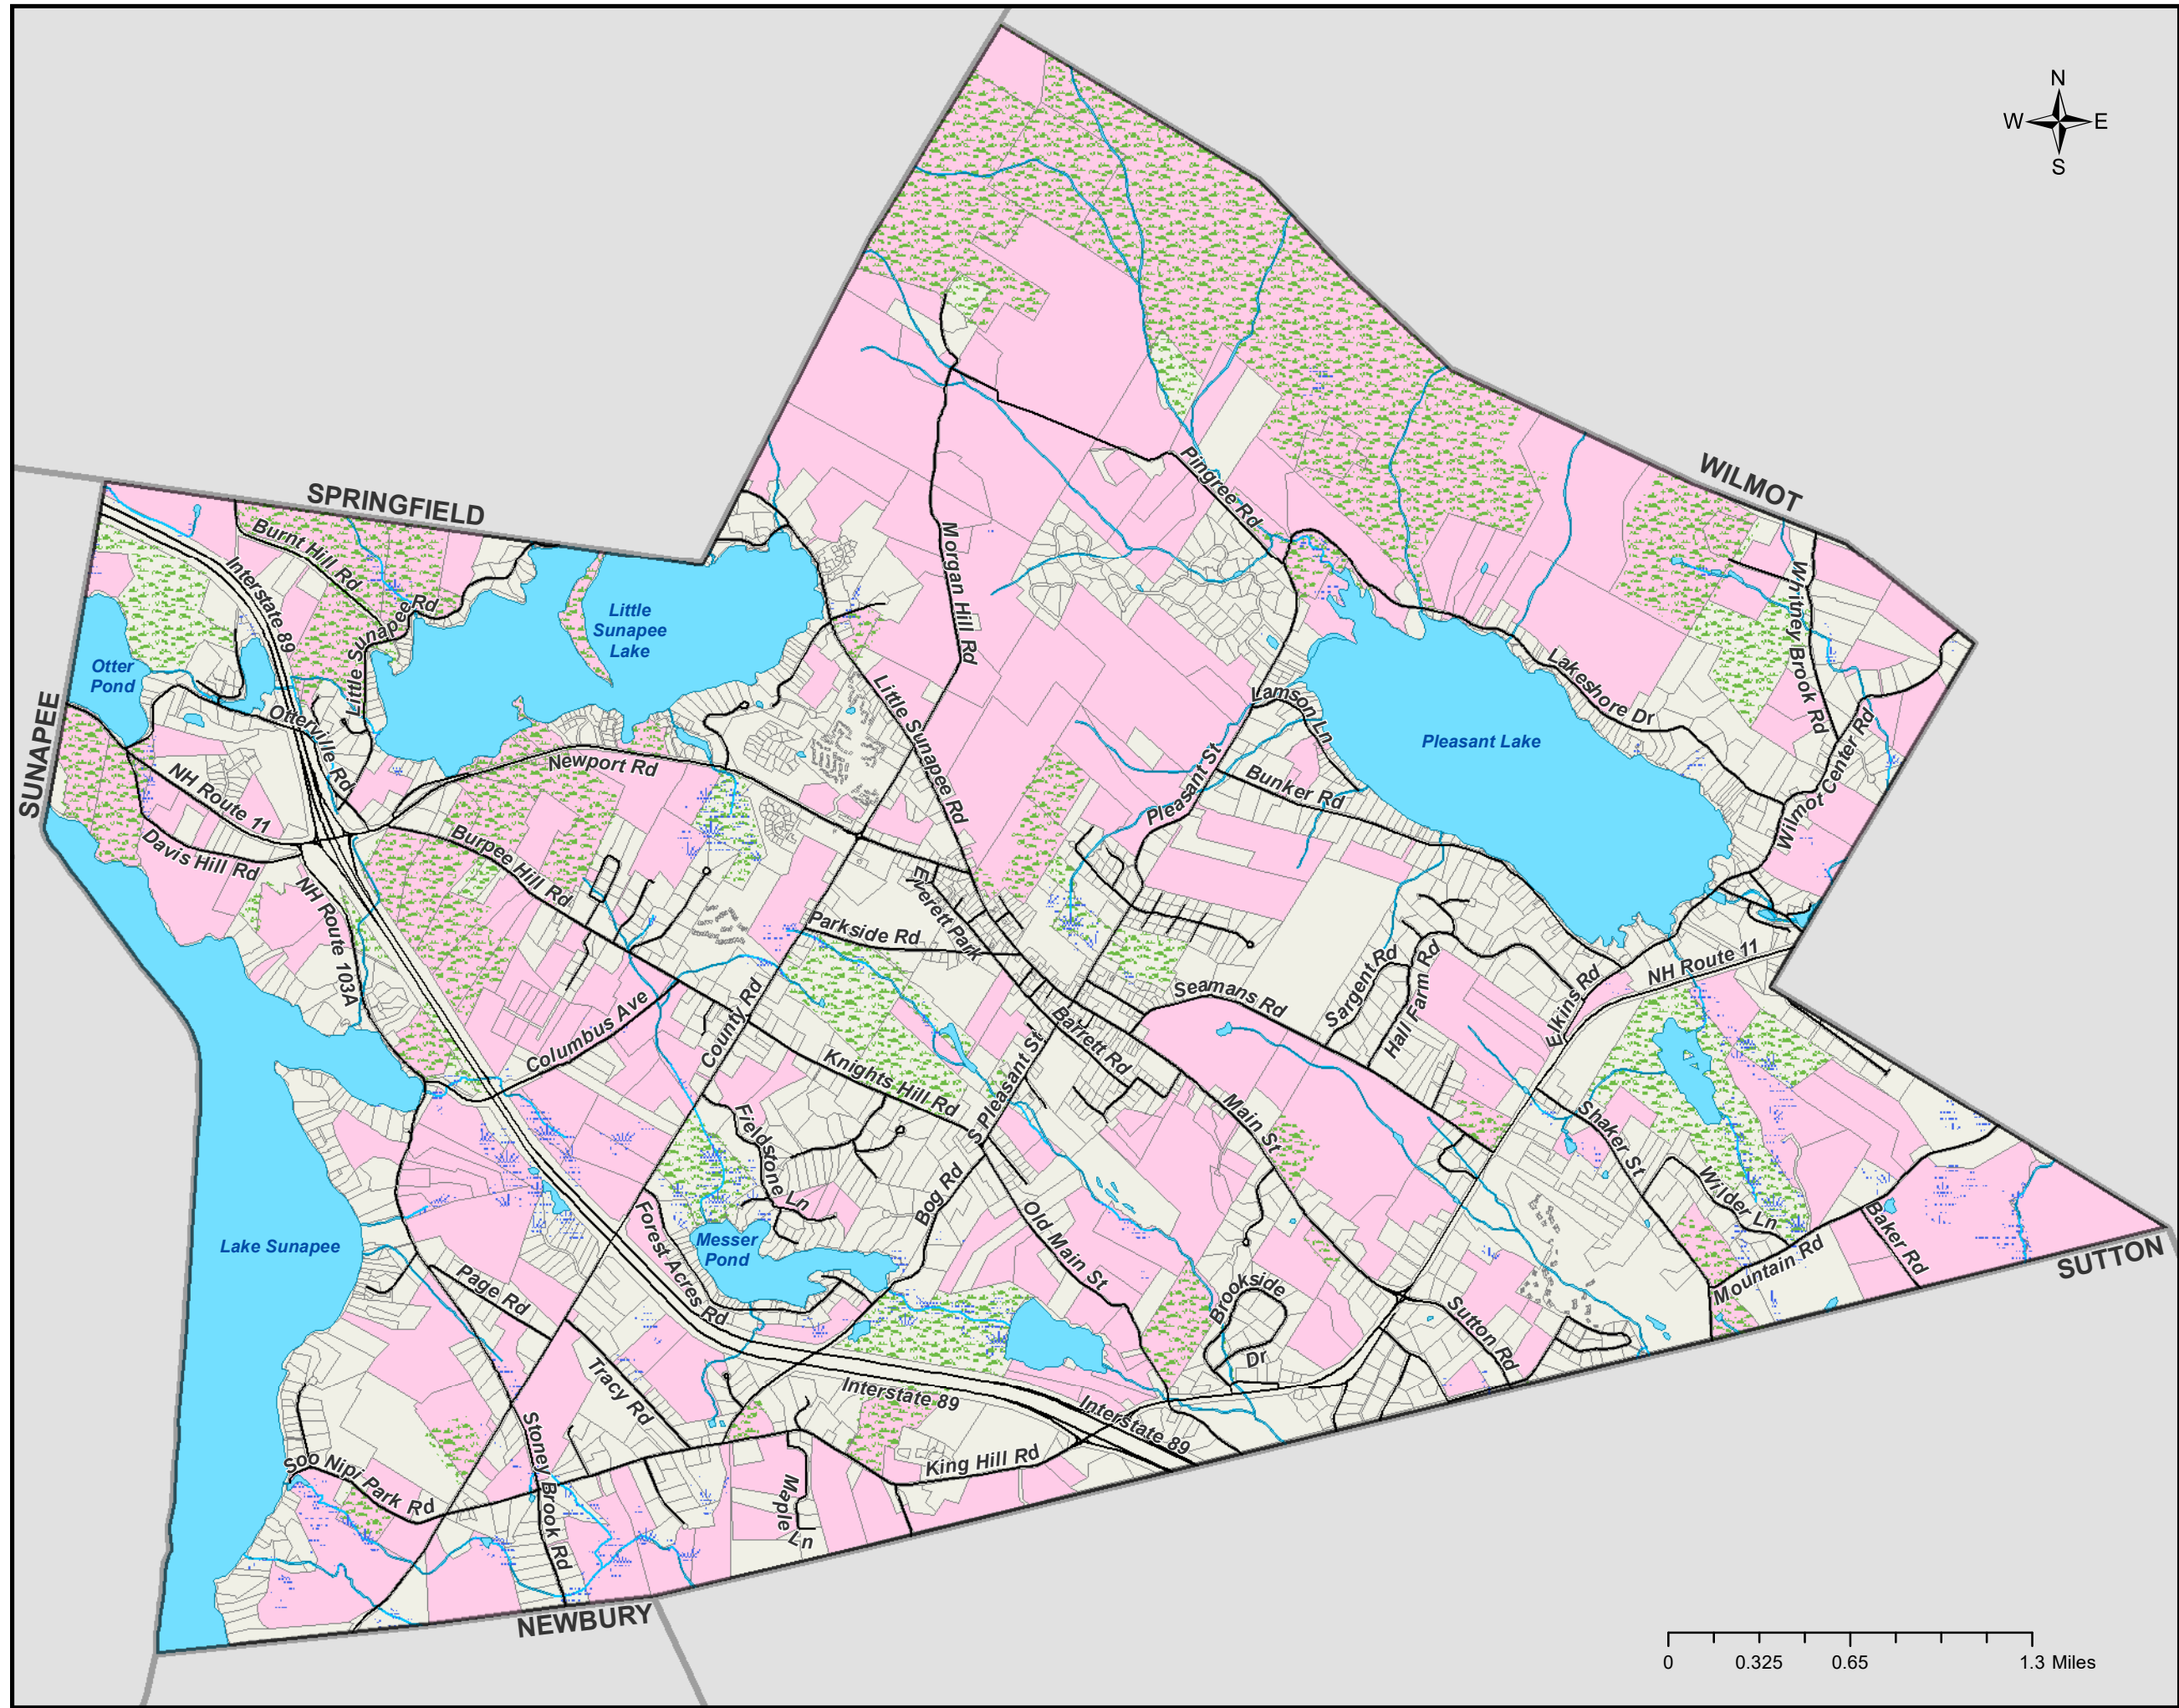 N
W E
S
WILMOT
SPRINGFIELD
SUNAPEE
SUTTON
NEWBURY
Burnt Hill Rd
Interstate 89
Little Sunapee Rd
Little
Sunapee
Lake
Otter
Pond
Otterville Rd
NH Route 11
Davis Hill Rd
NH Route 103A
Newport Rd
Burpee Hill Rd
Morgan Hill Rd
Little Sunapee Rd
Pingree Rd
Lamson Ln
Pleasant St
Bunker Rd
Pleasant Lake
Lakeshore Dr
Whitney Brook Rd
Wilmot Center Rd
Everett Park
Parkside Rd
County Rd
Columbus Ave
Knights Hill Rd
Seamans Rd
Barrett Rd
S Pleasant St
Sargent Rd
Hall Farm Rd
Elkins Rd
NH Route 11
Main St
Shaker St
Wilder Ln
Mountain Rd
Baker Rd
Fieldstone Ln
Bog Rd
Old Main St
Forest Acres Rd
Messer
Pond
Lake Sunapee
Page Rd
Tracy Rd
Brookside
Dr
Sutton Rd
Interstate 89
Interstate 89
King Hill Rd
Stoney Brook Rd
Soo Nipi Park Rd
Maple Ln
0 0.325 0.65 1.3 Miles